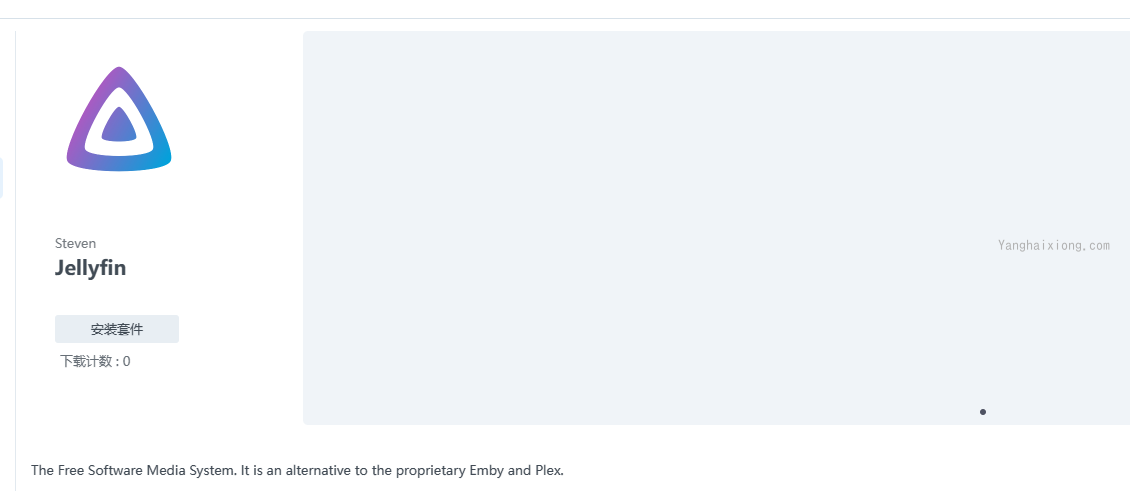 Steven
Jellyfin
安装套件
下载计数 : 0
Yanghaixiong.com
The Free Software Media System. It is an alternative to the proprietary Emby and Plex.